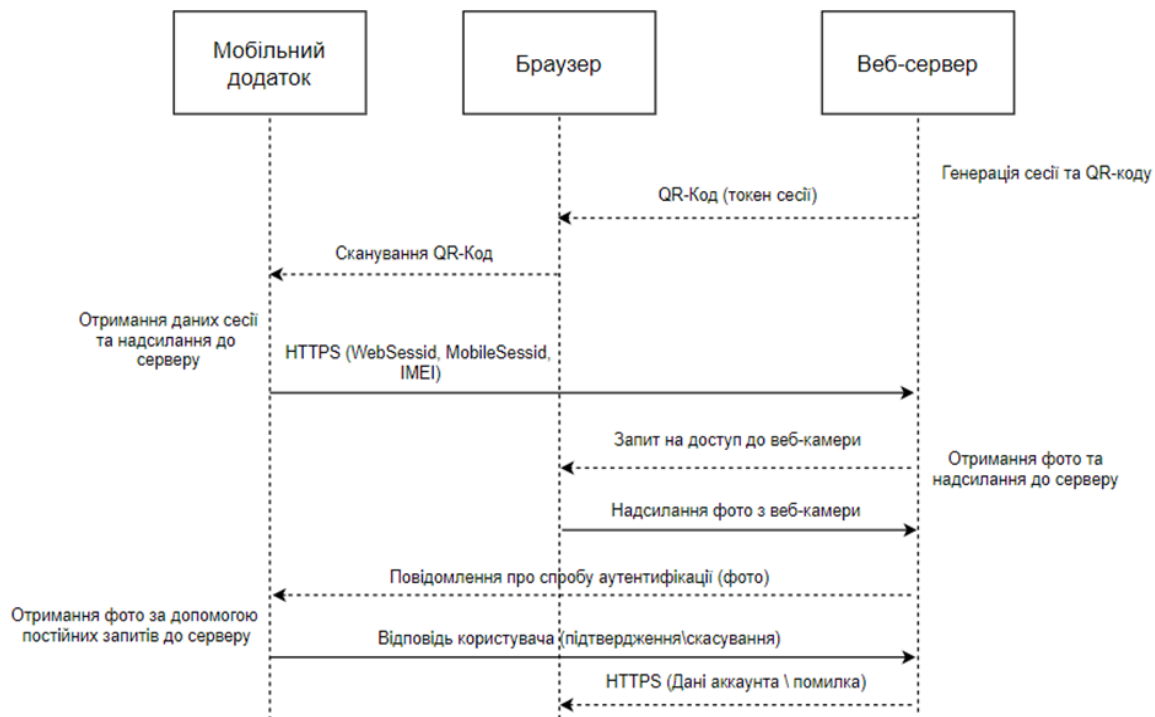 Мобільний
додаток
Браузер
Веб-сервер
Генерація сесії та QR-коду
QR-Код (токен сесії)
Сканування QR-Код
Отримання даних сесії
та надсилання до
серверу
HTTPS (WebSessid, MobileSessid,
IMEI)
Запит на доступ до веб-камери
Отримання фото та
надсилання до серверу
Надсилання фото з веб-камери
Повідомлення про спробу аутентифікації (фото)
Отримання фото за допомогою
постійних запитів до серверу
Відповідь користувача (підтвердження\скасування)
HTTPS (Дані аккаунта \ помилка)